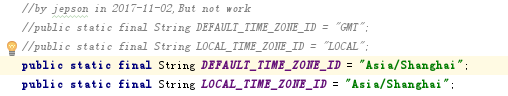 //by jepson in 2017-11-02,But not work
//public static final String DEFAULT_TIME_ZONE_ID = "GMT";
//public static final String LOCAL_TIME_ZONE_ID = "LOCAL";
public static final String DEFAULT_TIME_ZONE_ID = "Asia/Shanghai";
public static final String LOCAL_TIME_ZONE_ID = "Asia/Shanghai";